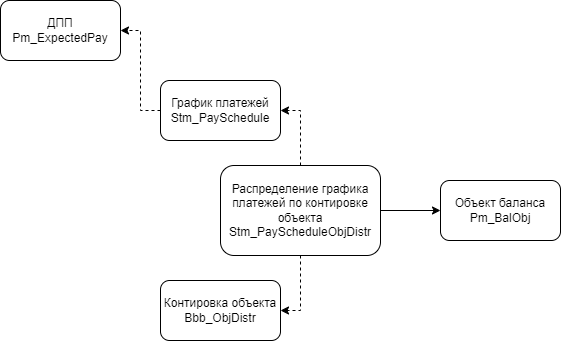 ДПП
Pm_ExpectedPay
График платежей
Stm_PaySchedule
Распределение графика
платежей по контировке
объекта
Stm_PayScheduleObjDistr
Объект баланса
Pm_BalObj
Контировка объекта
Bbb_ObjDistr